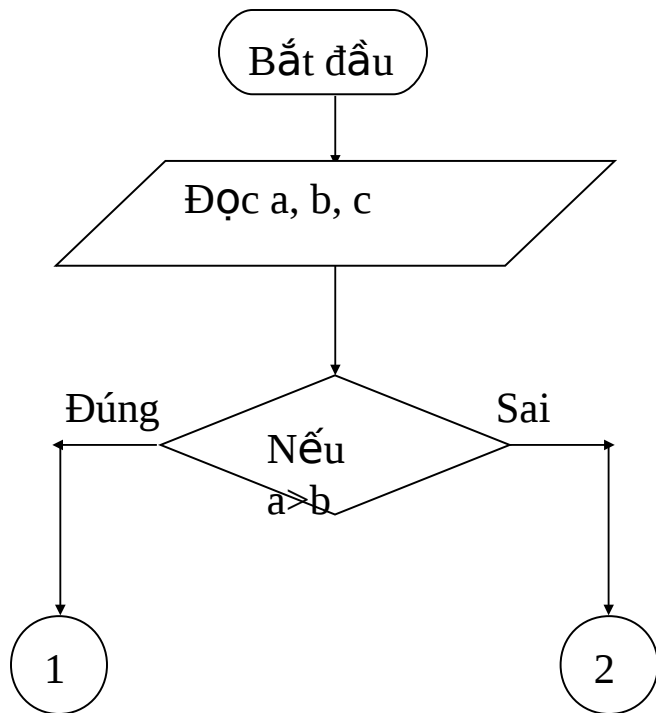 Bắt đầu
Đọc a, b, c
Đúng
Sai
Nếu
a>b
1
2